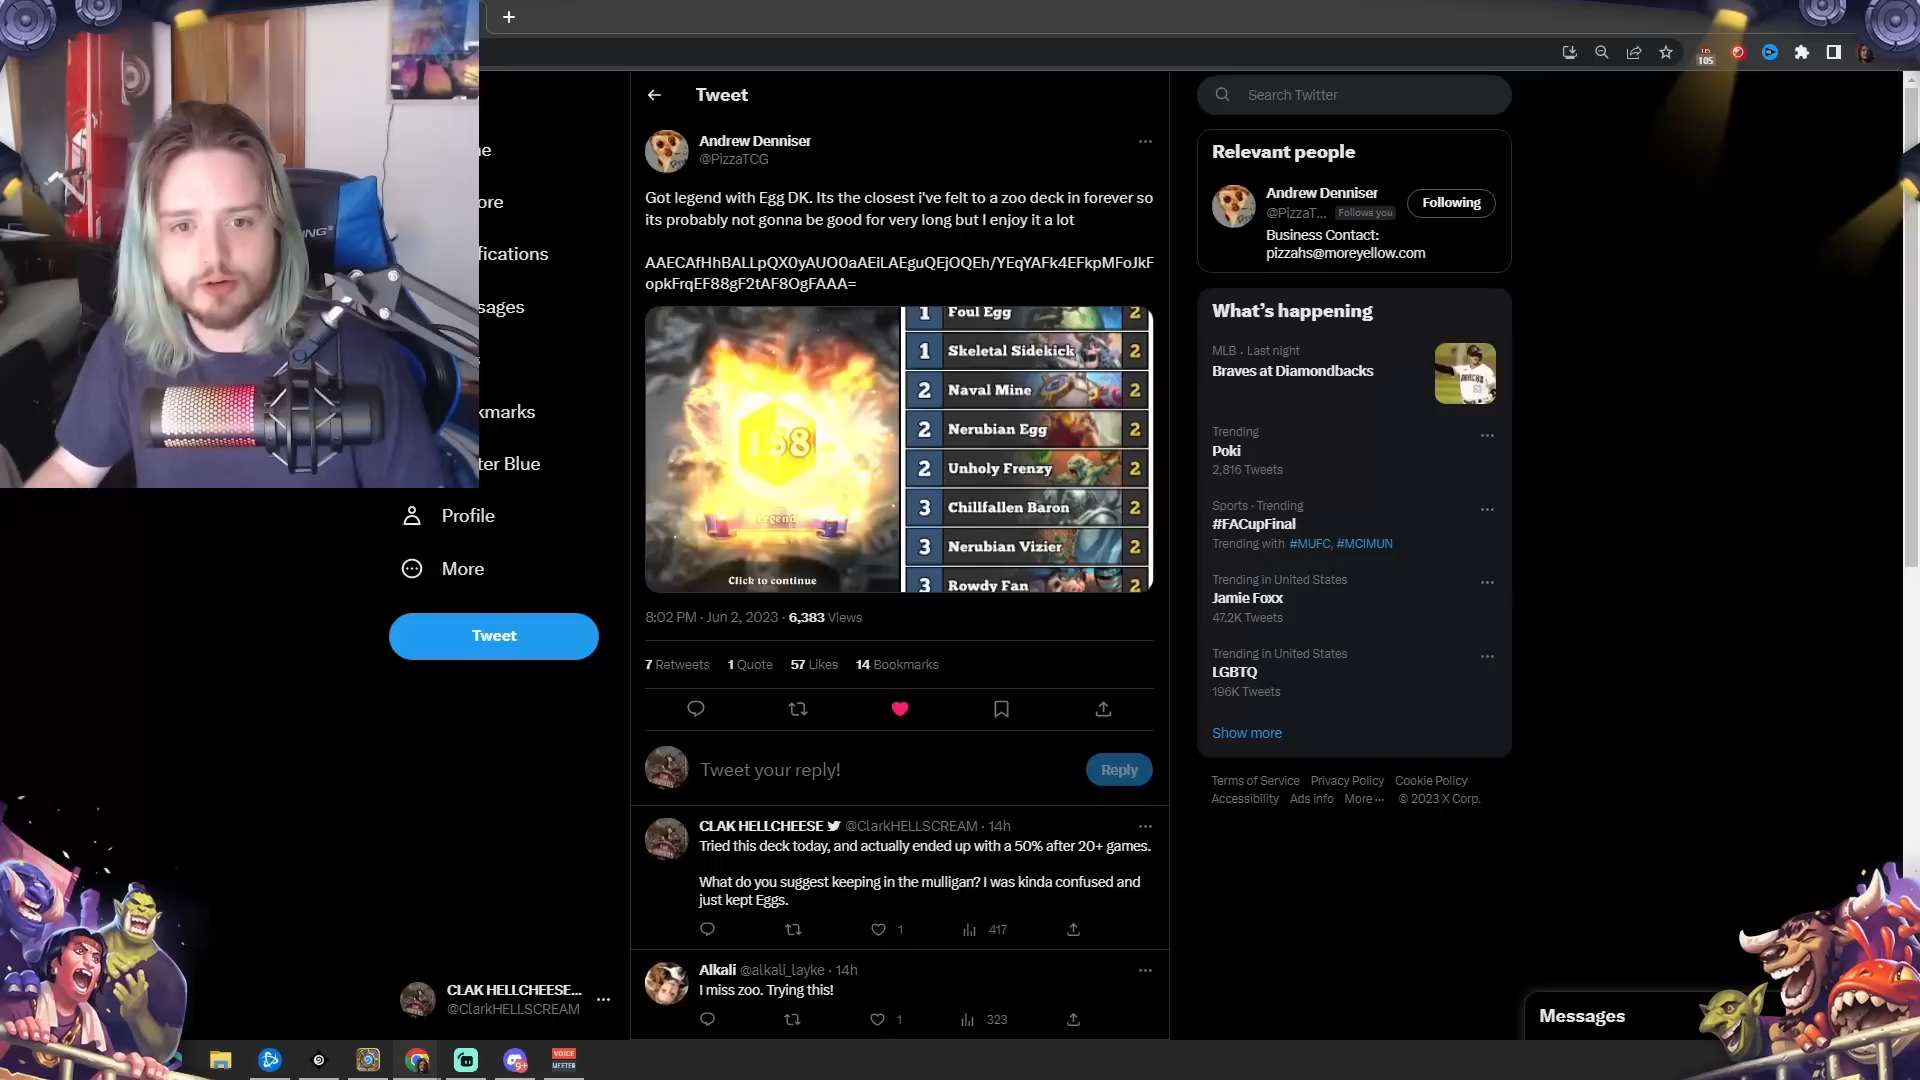 105
Tweet
Search Twitter
Andrew Denniser
@PizzaTCG
Got legend with Egg DK. Its the closest i've felt to a zoo deck in forever so
its probably not gonna be good for very long but I enjoy it a lot
AAECAfHhBALLpQX0yAUO0aAEiLAEguQEjOQEh/YEqYAFk4EFkpMFoJkF
opkFrqEF88gF2tAF8OgFAAA=
1 Foul Egg 2
1 Skeletal Sidekick 2
2 Naval Mine 2
2 Nerubian Egg 2
2 Unholy Frenzy 2
3 Chillfallen Baron 2
3 Nerubian Vizier 2
3 Rowdy Fan 2
158
Legend
Click to continue
8:02 PM · Jun 2, 2023 · 6,383 Views
7 Retweets 1 Quote 57 Likes 14 Bookmarks
Tweet your reply!
Reply
CLAK HELLCHEESE @ClarkHELLSCREAM · 14h
Tried this deck today, and actually ended up with a 50% after 20+ games.
What do you suggest keeping in the mulligan? I was kinda confused and
just kept Eggs.
1 417
Alkali @alkali_layke · 14h
I miss zoo. Trying this!
1 323
Relevant people
Andrew Denniser
@PizzaT... Follows you
Following
Business Contact:
pizzahs@moreyellow.com
What's happening
MLB · Last night
Braves at Diamondbacks
Trending
Poki
2,816 Tweets
Sports · Trending
#FACupFinal
Trending with #MUFC, #MCIMUN
Trending in United States
Jamie Foxx
47.2K Tweets
Trending in United States
LGBTQ
196K Tweets
Show more
Terms of Service Privacy Policy Cookie Policy
Accessibility Ads info More ··· © 2023 X Corp.
Messages
ne
ore
fications
sages
kmarks
ter Blue
Profile
More
Tweet
CLAK HELLCHEESE...
@ClarkHELLSCREAM
9+
VOICE
MEETER